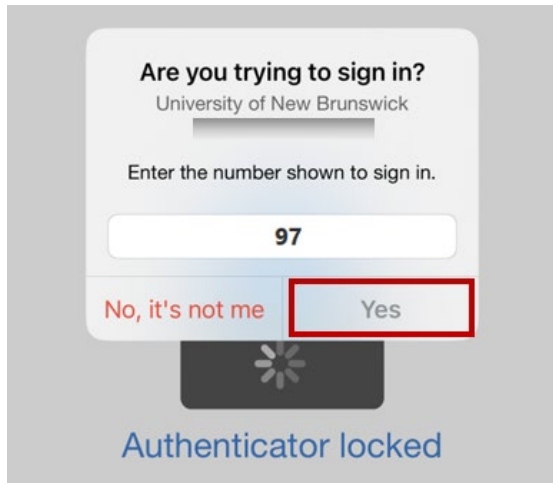 Are you trying to sign in?
University of New Brunswick
Enter the number shown to sign in.
97
No, it's not me
Yes
Authenticator locked